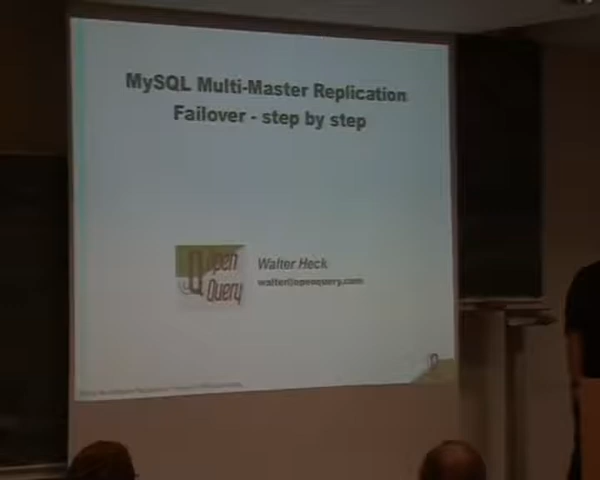 MySQL Multi-Master Replication
Failover - step by step
Open
Query
Walter Heck
walter@openquery.com